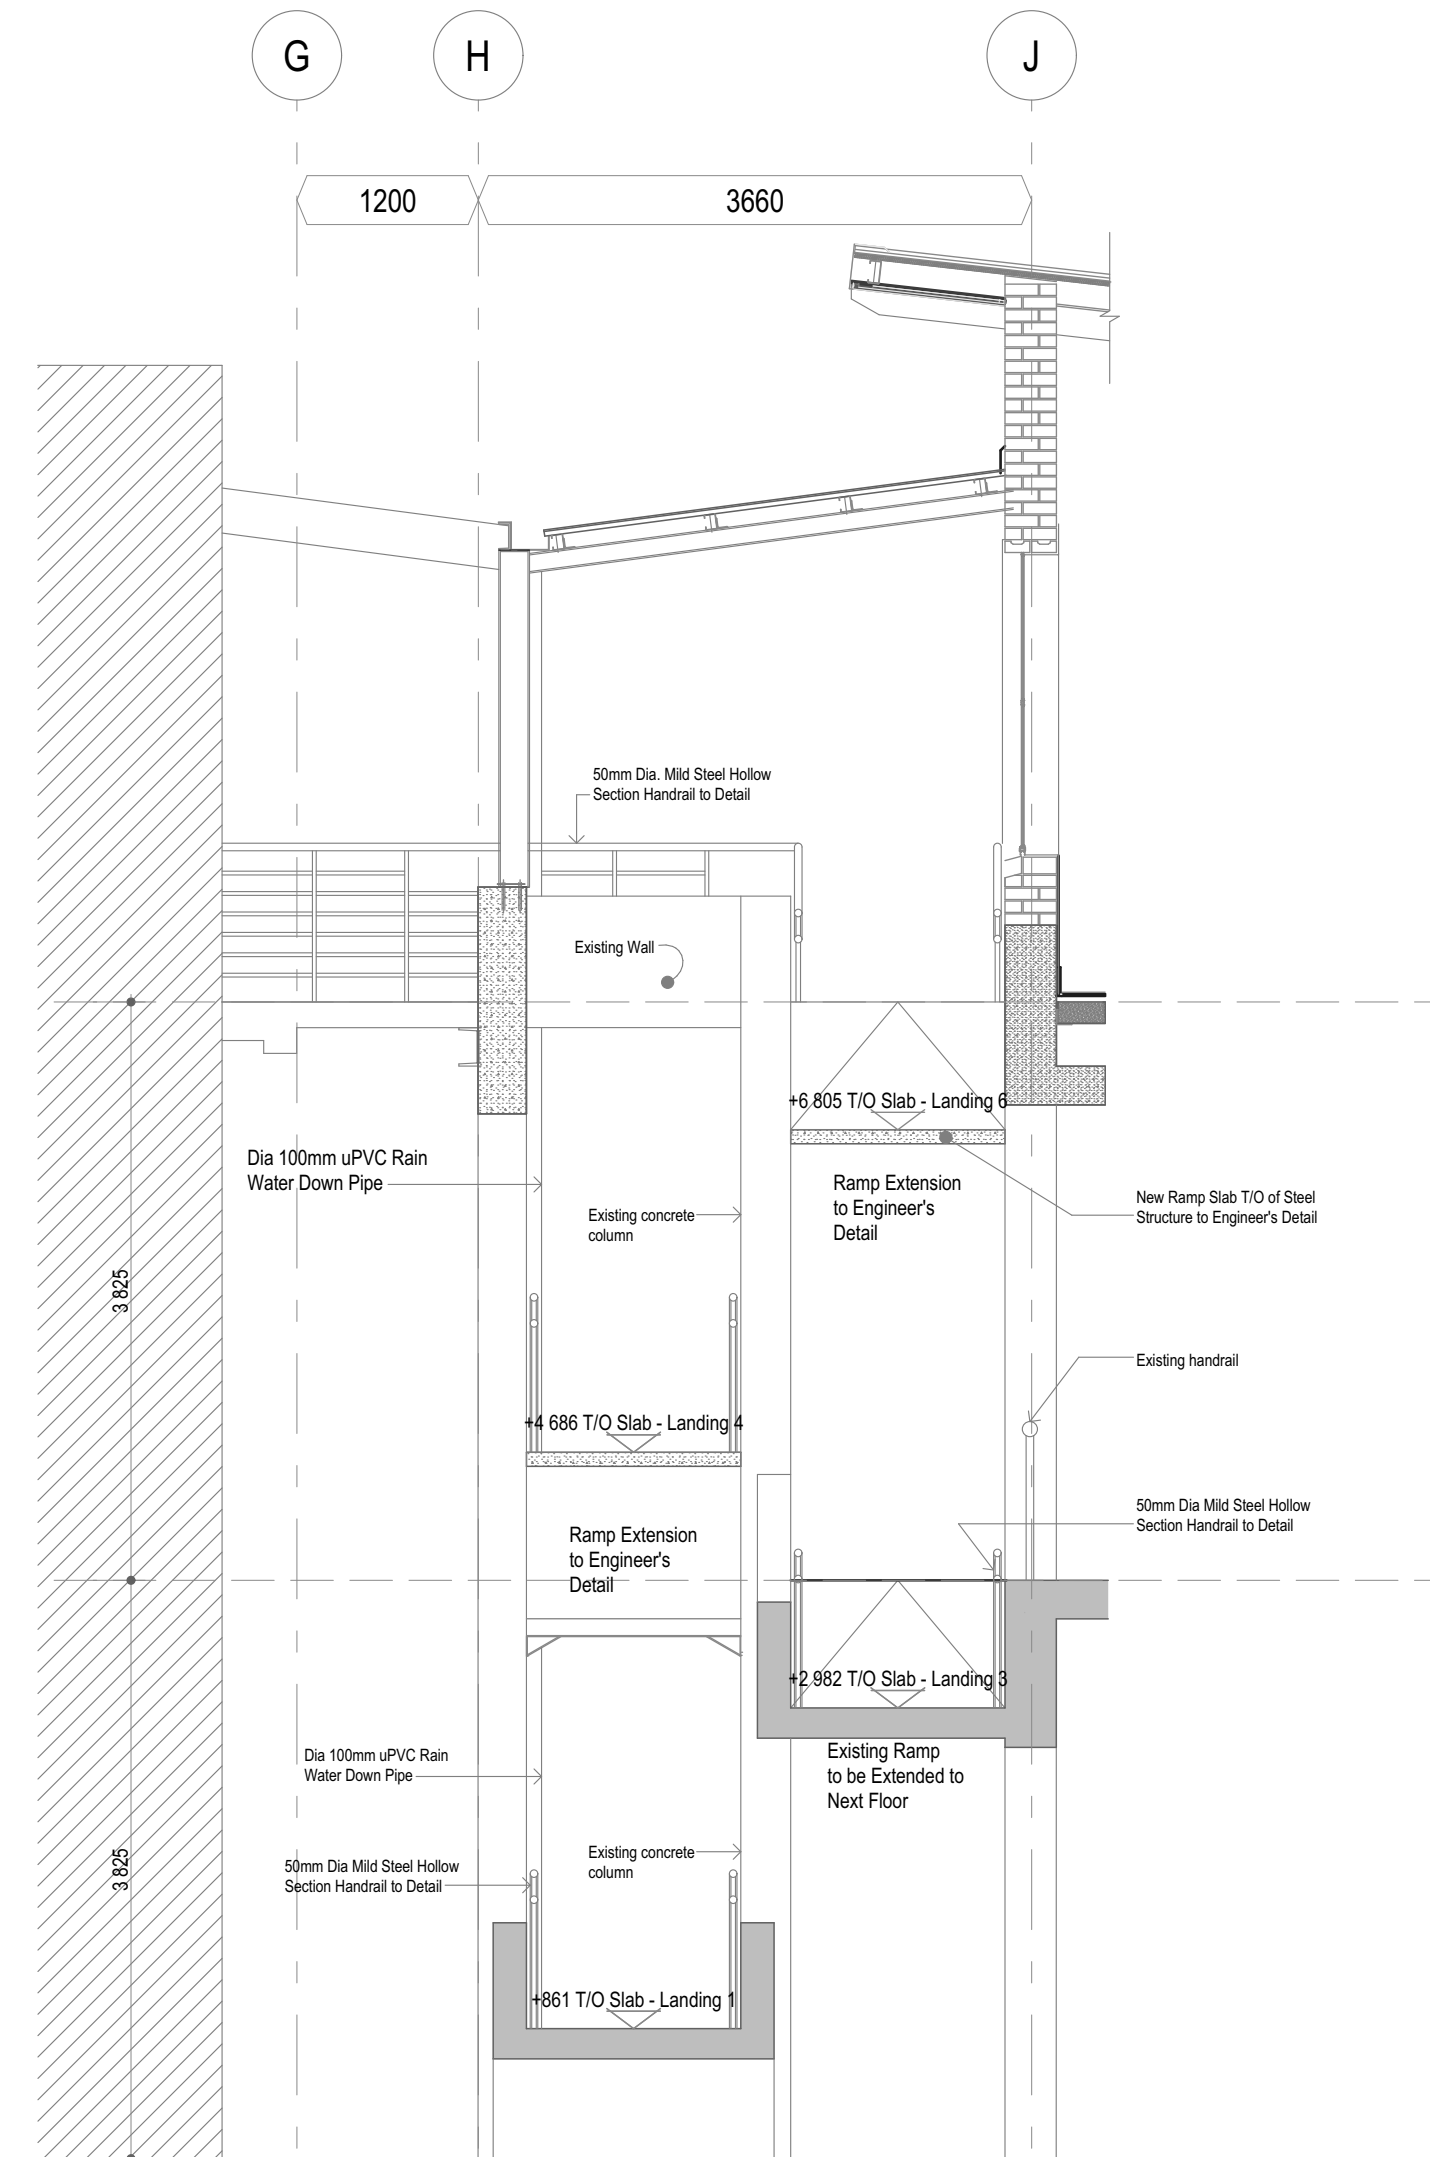 G
H
J
1200
3660
50mm Dia. Mild Steel Hollow
Section Handrail to Detail
Existing Wall
+6 805 T/O Slab - Landing 6
Dia 100mm uPVC Rain
Water Down Pipe
Ramp Extension
to Engineer's
Detail
New Ramp Slab T/O of Steel
Structure to Engineer's Detail
Existing concrete
column
3 825
Existing handrail
+4 686 T/O Slab - Landing 4
50mm Dia Mild Steel Hollow
Section Handrail to Detail
Ramp Extension
to Engineer's
Detail
+2 982 T/O Slab - Landing 3
Existing Ramp
to be Extended to
Next Floor
Dia 100mm uPVC Rain
Water Down Pipe
3 825
Existing concrete
column
50mm Dia Mild Steel Hollow
Section Handrail to Detail
+861 T/O Slab - Landing 1